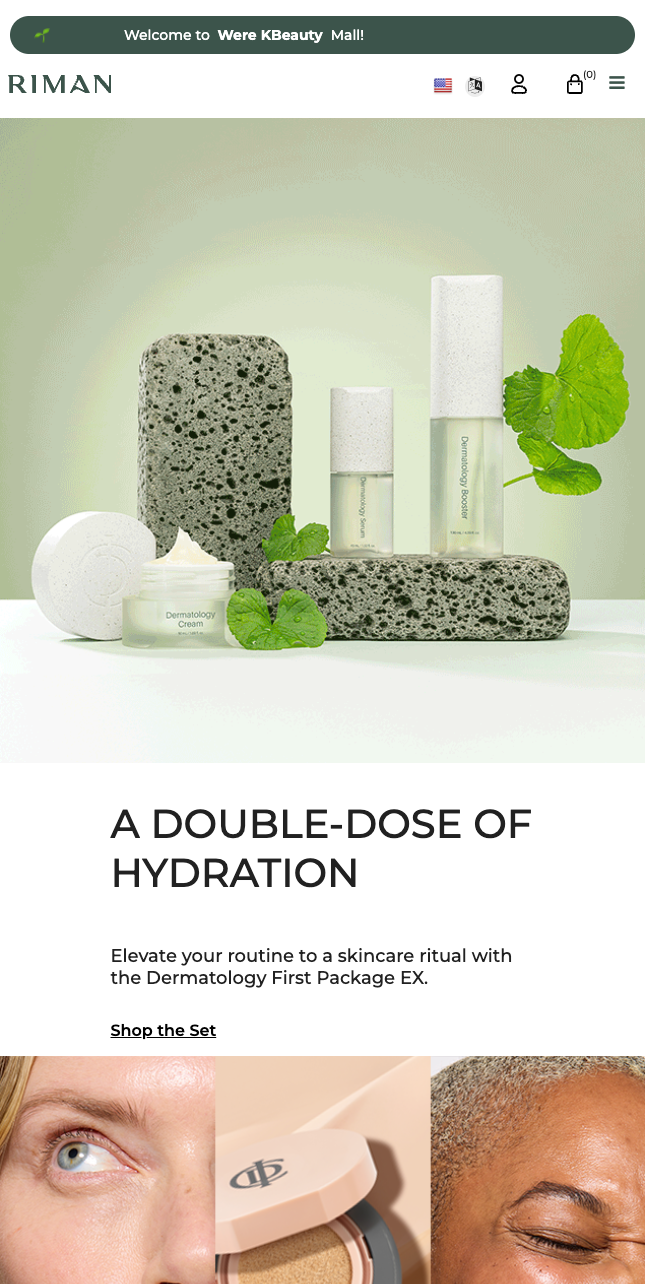 Welcome to Were KBeauty Mall!
RIMAN
(0)
Dermatology Serum
Dermatology Booster
Dermatology
Cream
A DOUBLE-DOSE OF
HYDRATION
Elevate your routine to a skincare ritual with
the Dermatology First Package EX.
Shop the Set